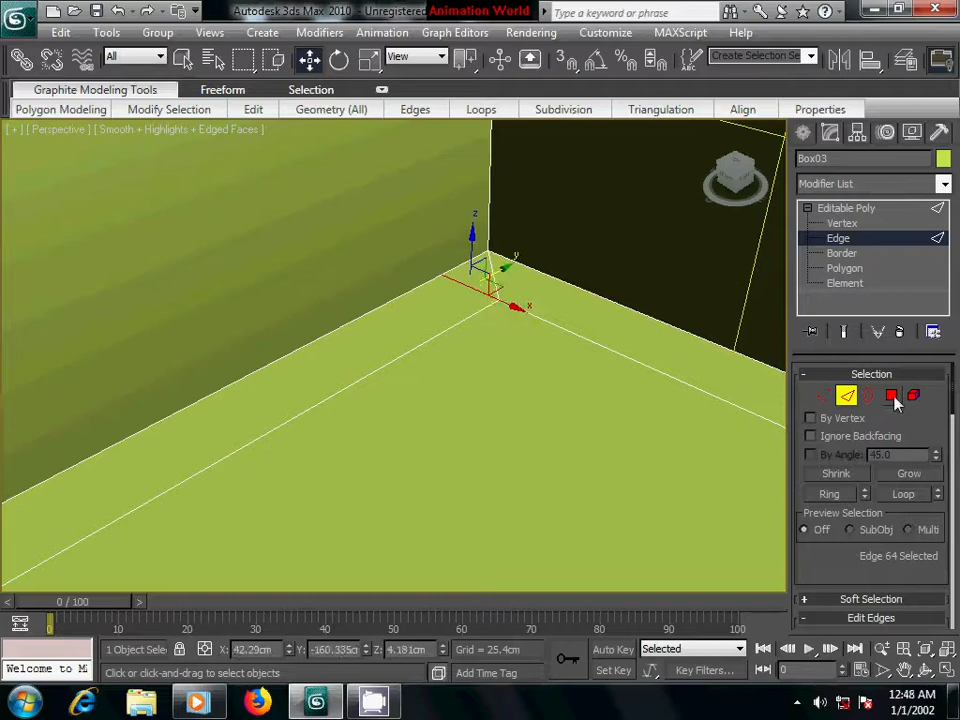 Autodesk 3ds Max 2010 - Unregistered Animation World Type a keyword or phrase
Edit Tools Group Views Create Modifiers Animation Graph Editors Rendering Customize MAXScript Help
All View 3 Create Selection Se
Graphite Modeling Tools Freeform Selection
Polygon Modeling Modify Selection Edit Geometry (All) Edges Loops Subdivision Triangulation Align Properties
[ + ] [ Perspective ] [ Smooth + Highlights + Edged Faces ]
z
y
x
Box03
Modifier List
Editable Poly
Vertex
Edge
Border
Polygon
Element
- Selection
By Vertex
Ignore Backfacing
By Angle: 45.0
Shrink Grow
Ring Loop
Preview Selection
Off SubObj Multi
Edge 64 Selected
+ Soft Selection
- Edit Edges
< 0 / 100 >
0 10 20 30 40 50 60 70 80 90 100
1 Object Sele X: 42.29cm Y: -160.335cm Z: 4.181cm Grid = 25.4cm Auto Key Selected
Welcome to M Click or click-and-drag to select objects Add Time Tag Set Key Key Filters... 0
12:48 AM
1/1/2002